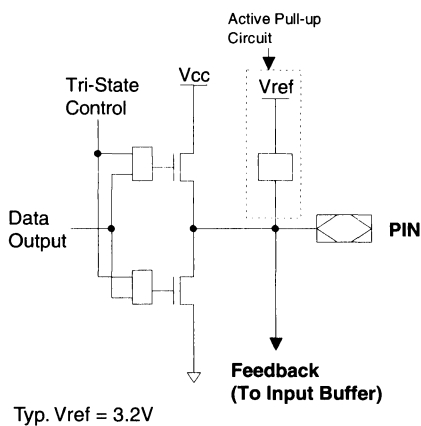 Active Pull-up
Circuit
Vcc
Vref
Tri-State
Control
Data
Output
PIN
Feedback
(To Input Buffer)
Typ. Vref = 3.2V